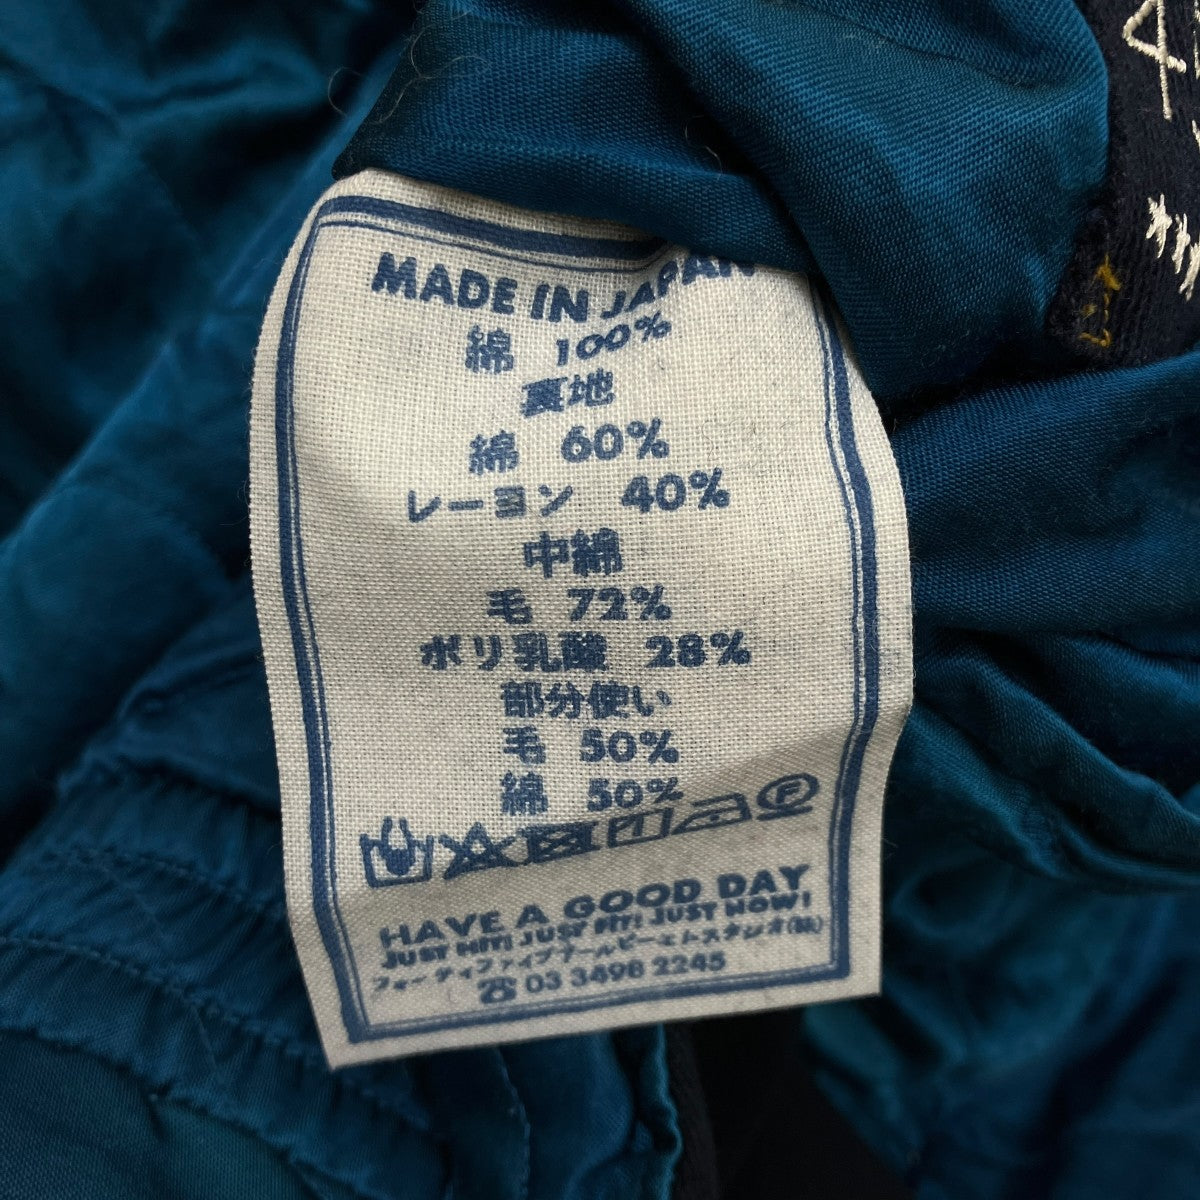 MADE IN JAPAN
綿 100%
裏地
綿 60%
レーヨン 40%
中綿
毛 72%
ポリ乳酸 28%
部分使い
毛 50%
綿 50%
F
HAVE A GOOD DAY
JUST HIT! JUST FIT! JUST NOW!
フォーティファイブアールピーエムスタジオ(株)
☎ 03 3498 2245